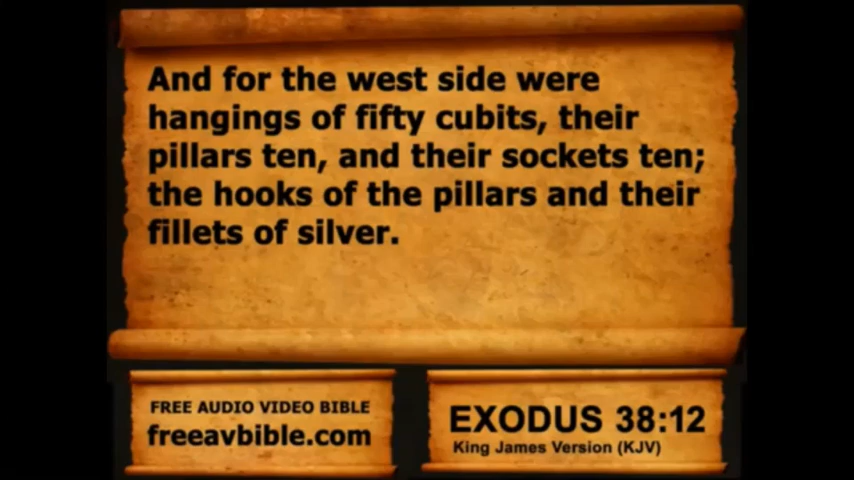 And for the west side were
hangings of fifty cubits, their
pillars ten, and their sockets ten;
the hooks of the pillars and their
fillets of silver.
FREE AUDIO VIDEO BIBLE
freeavbible.com
EXODUS 38:12
King James Version (KJV)